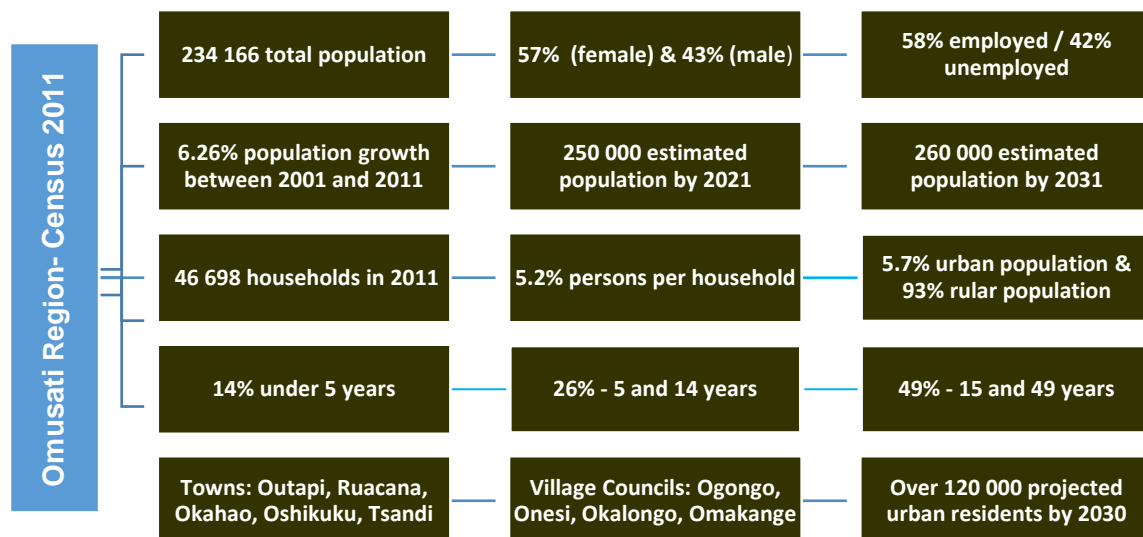 Omusati Region- Census 2011
234 166 total population
57% (female) & 43% (male)
58% employed / 42%
unemployed
6.26% population growth
between 2001 and 2011
250 000 estimated
population by 2021
260 000 estimated
population by 2031
46 698 households in 2011
5.2% persons per household
5.7% urban population &
93% rular population
14% under 5 years
26% - 5 and 14 years
49% - 15 and 49 years
Towns: Outapi, Ruacana,
Okahao, Oshikuku, Tsandi
Village Councils: Ogongo,
Onesi, Okalongo, Omakange
Over 120 000 projected
urban residents by 2030